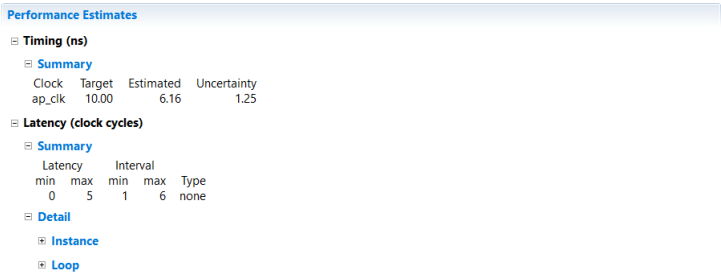 Performance Estimates
Timing (ns)
Summary
Clock Target Estimated Uncertainty
ap_clk 10.00 6.16 1.25
Latency (clock cycles)
Summary
Latency Interval
min max min max Type
0 5 1 6 none
Detail
Instance
Loop